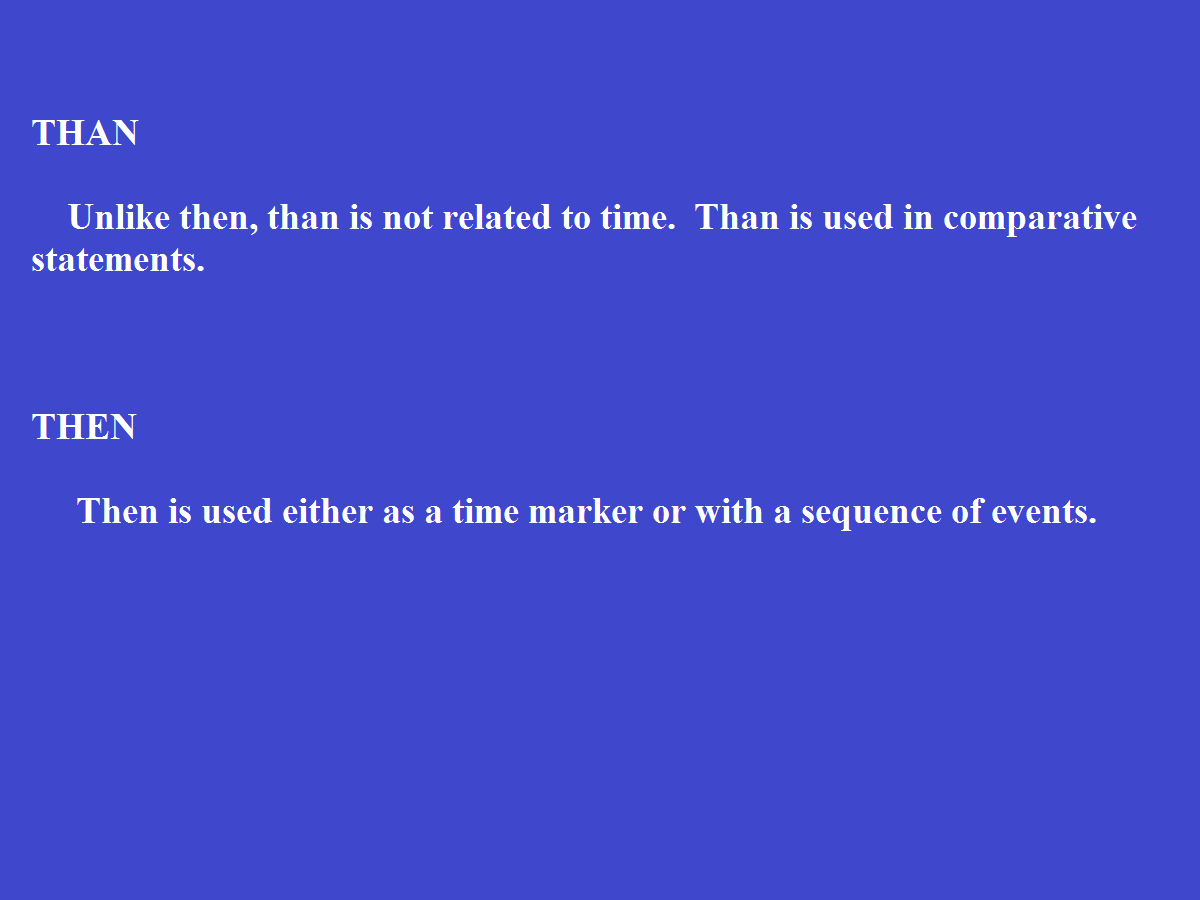 THAN
Unlike then, than is not related to time.  Than is used in comparative
statements.
THEN
Then is used either as a time marker or with a sequence of events.